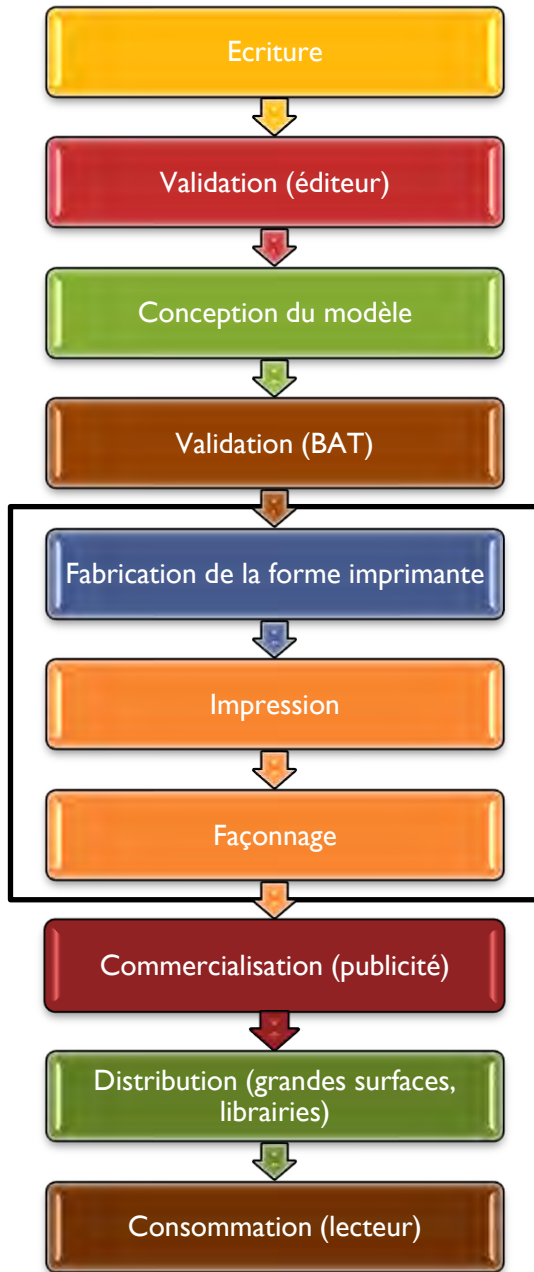 Ecriture
Validation (éditeur)
Conception du modèle
Validation (BAT)
Fabrication de la forme imprimante
Impression
Façonnage
Commercialisation (publicité)
Distribution (grandes surfaces,
librairies)
Consommation (lecteur)